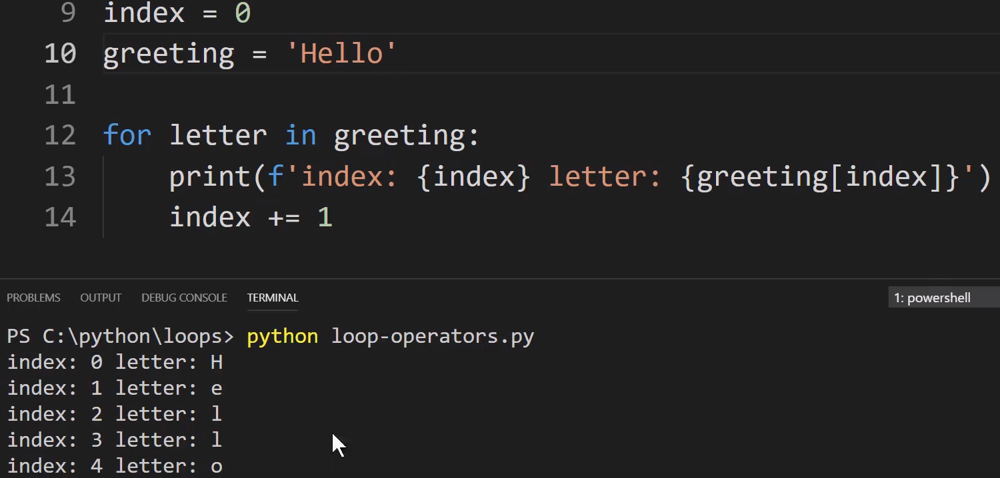 9 index = 0
10 greeting = 'Hello'
11
12 for letter in greeting:
13     print(f'index: {index} letter: {greeting[index]}')
14     index += 1
PROBLEMS OUTPUT DEBUG CONSOLE TERMINAL 1: powershell
PS C:\python\loops> python loop-operators.py
index: 0 letter: H
index: 1 letter: e
index: 2 letter: l
index: 3 letter: l
index: 4 letter: o